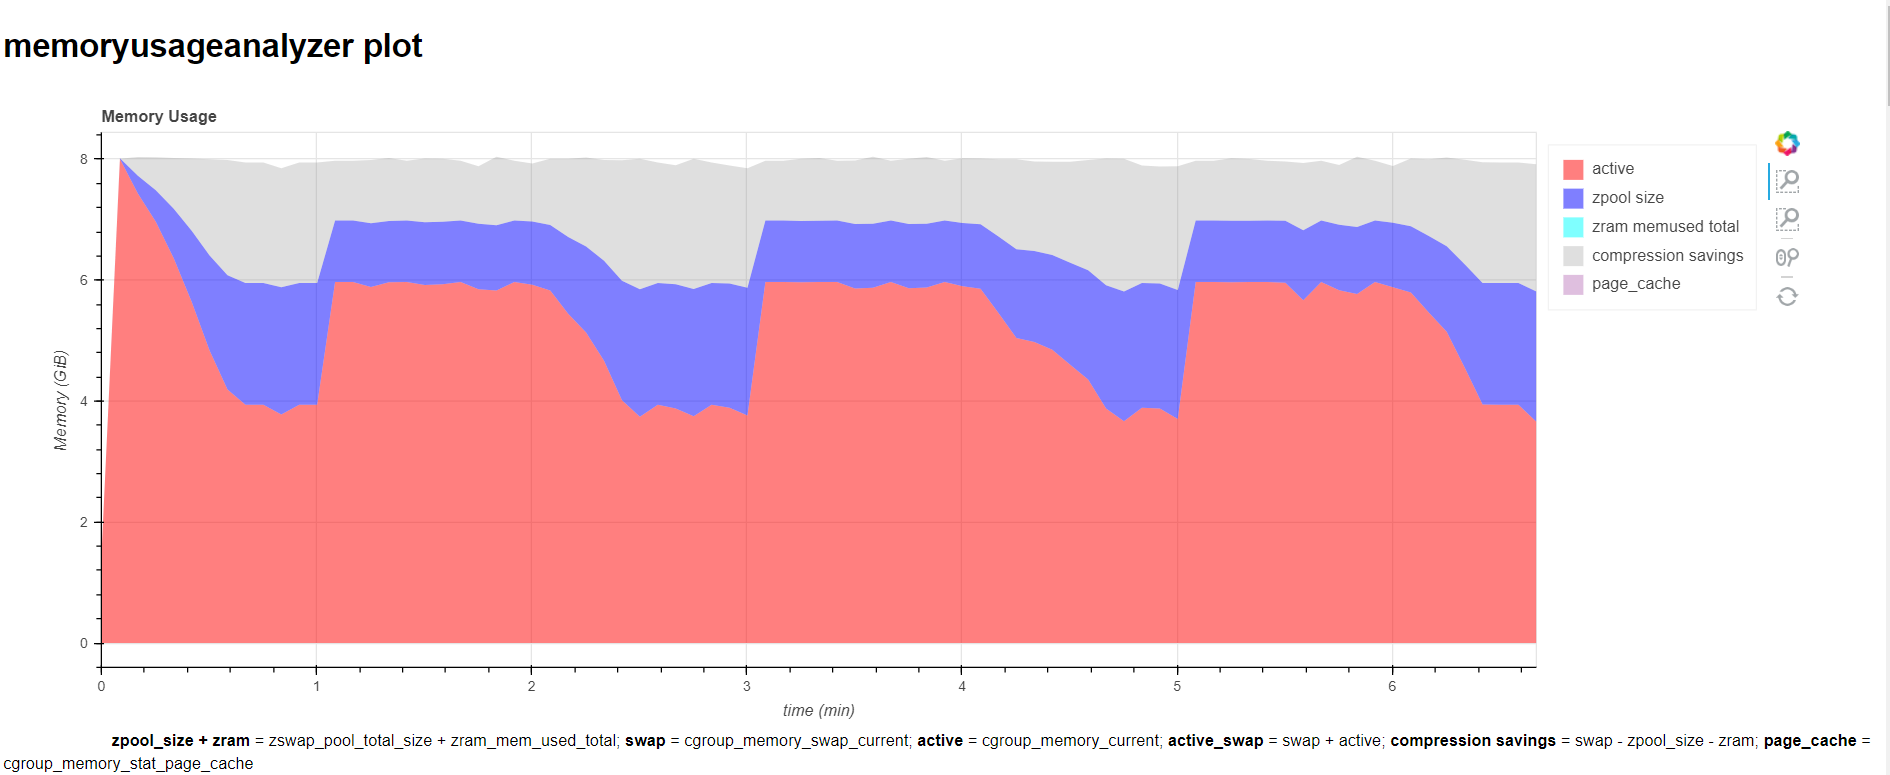 memoryusageanalyzer plot
Memory Usage
8
6
4
2
0
Memory (GiB)
0 1 2 3 4 5 6
time (min)
active
zpool size
zram memused total
compression savings
page_cache
zpool_size + zram = zswap_pool_total_size + zram_mem_used_total; swap = cgroup_memory_swap_current; active = cgroup_memory_current; active_swap = swap + active; compression savings = swap - zpool_size - zram; page_cache =
cgroup_memory_stat_page_cache